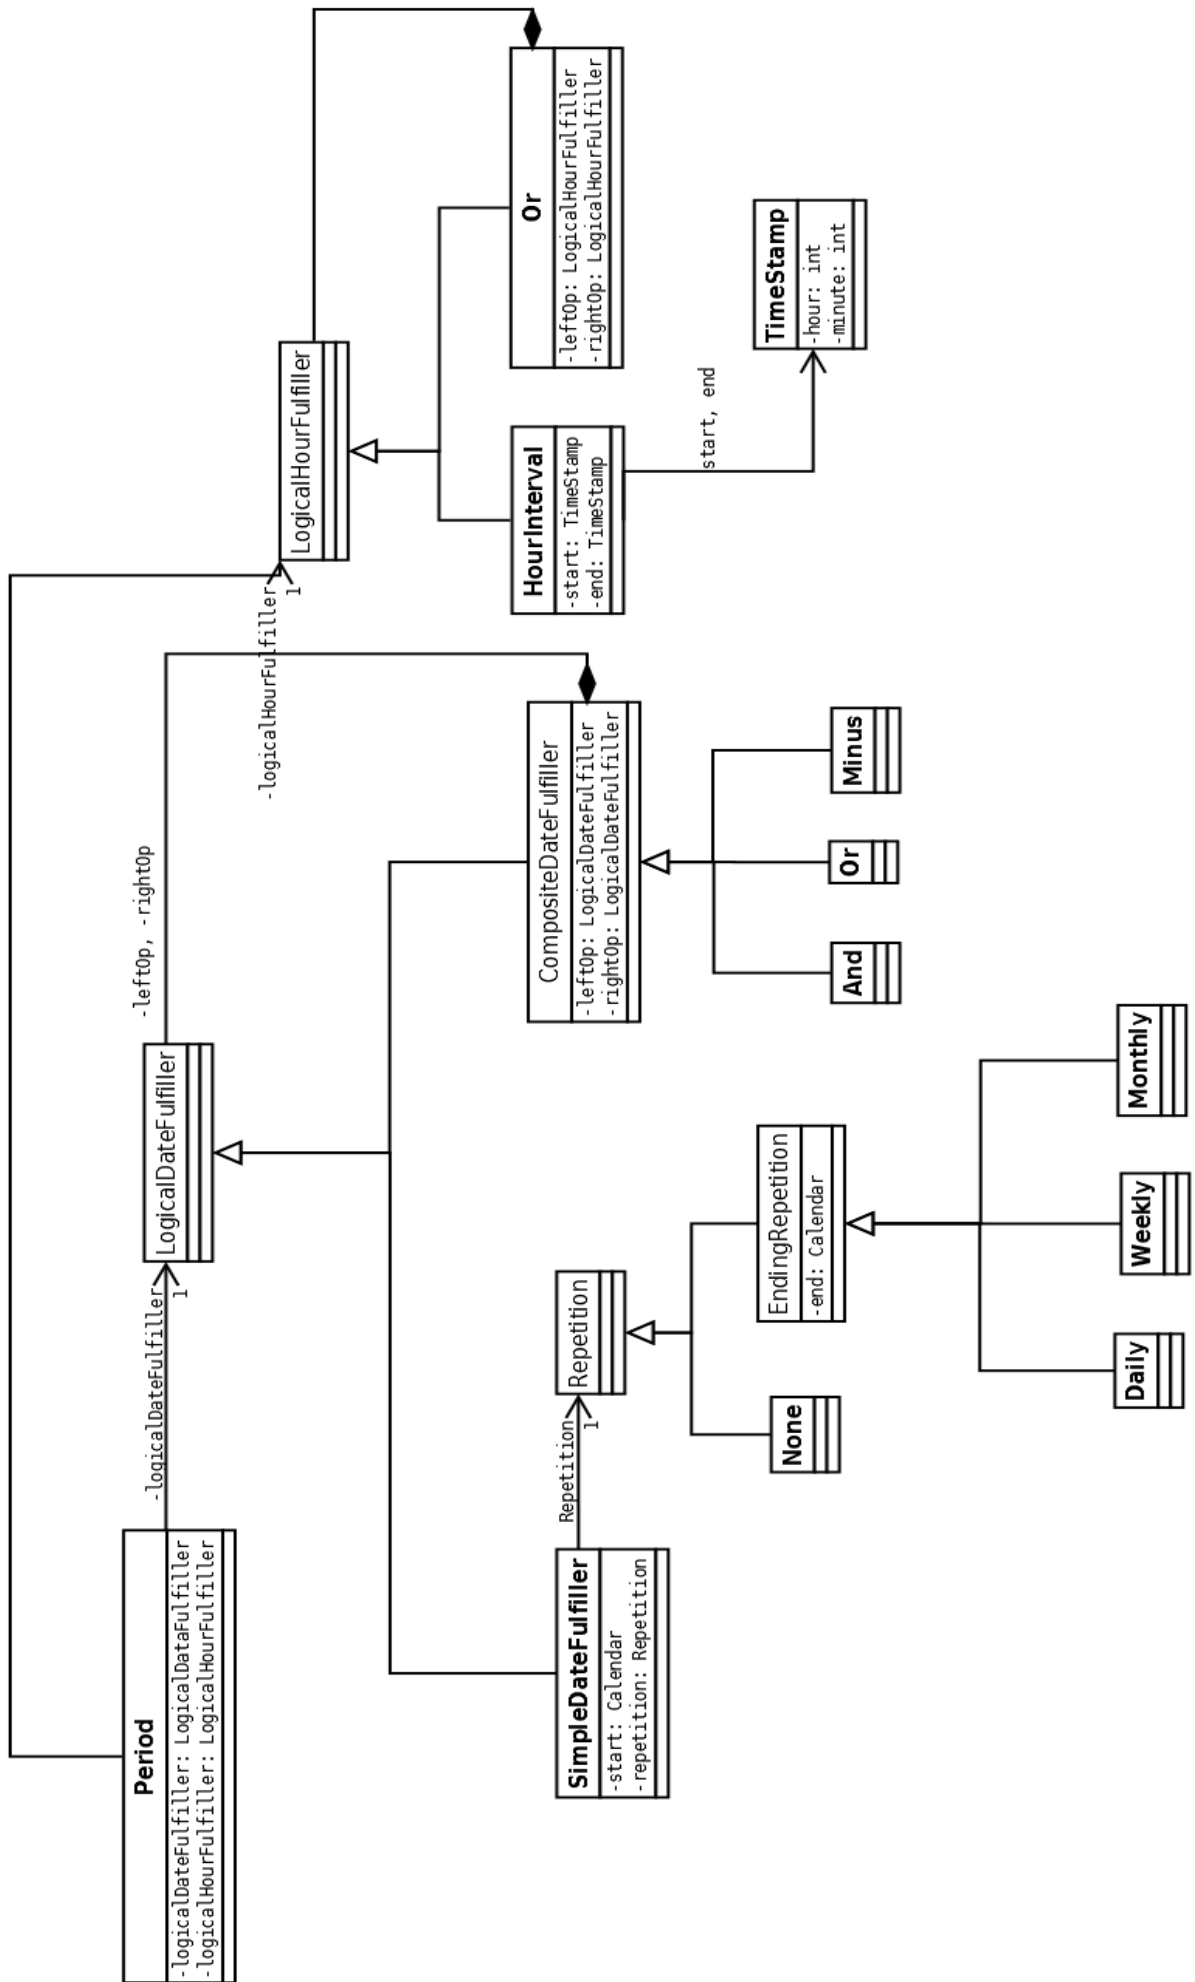 Period
-logicalDateFulfiller: LogicalDataFulfiller
-logicalHourFulfiller: LogicalHourFulfiller
-logicalDateFulfiller
1
LogicalDateFulfiller
-leftOp, -rightOp
-logicalHourFulfiller
1
LogicalHourFulfiller
SimpleDateFulfiller
-start: Calendar
-repetition: Repetition
Repetition
1
Repetition
CompositeDateFulfiller
-leftOp: LogicalDateFulfiller
-rightOp: LogicalDateFulfiller
HourInterval
-start: TimeStamp
-end: TimeStamp
Or
-leftOp: LogicalHourFulfiller
-rightOp: LogicalHourFulfiller
start, end
None
EndingRepetition
-end: Calendar
And
Or
Minus
TimeStamp
-hour: int
-minute: int
Daily
Weekly
Monthly